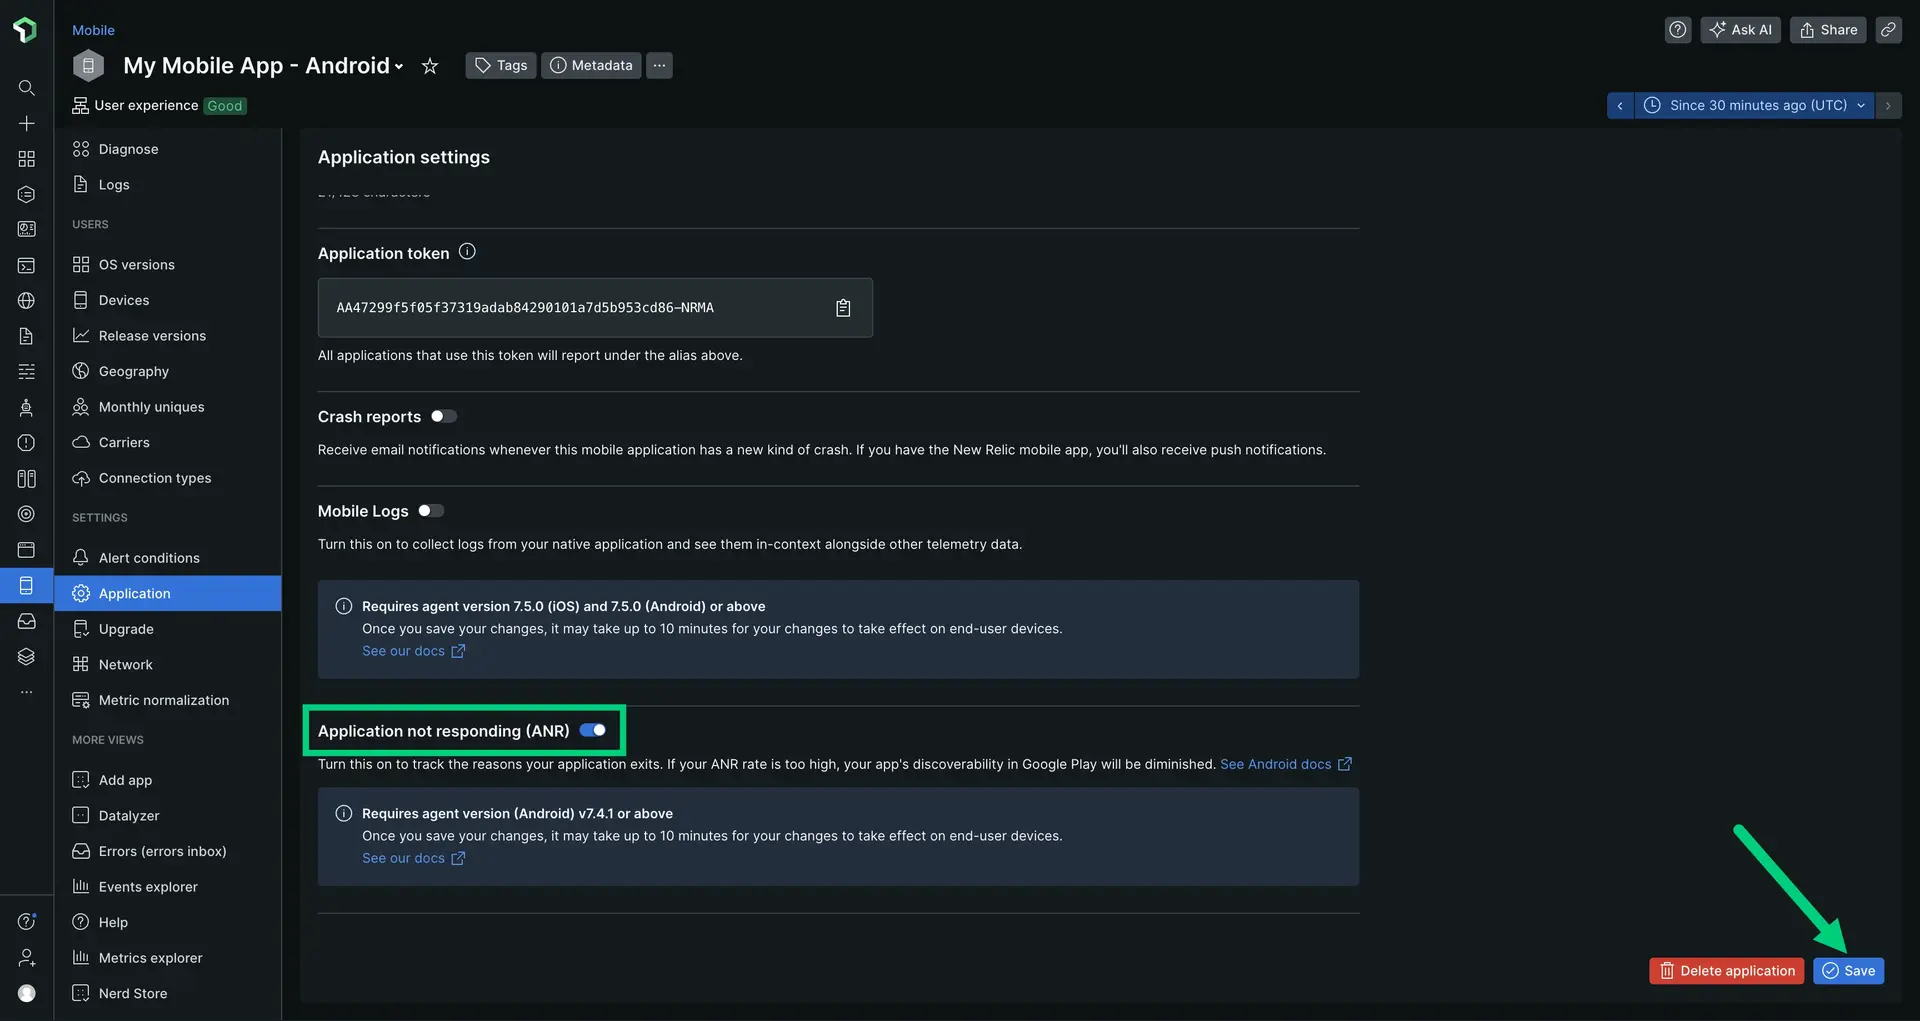 Mobile
My Mobile App - Android
Tags
Metadata
Ask AI
Share
User experience Good
Since 30 minutes ago (UTC)
Diagnose
Logs
USERS
OS versions
Devices
Release versions
Geography
Monthly uniques
Carriers
Connection types
SETTINGS
Alert conditions
Application
Upgrade
Network
Metric normalization
MORE VIEWS
Add app
Datalyzer
Errors (errors inbox)
Events explorer
Help
Metrics explorer
Nerd Store
Application settings
Application token
AA47299f5f05f37319adab84290101a7d5b953cd86-NRMA
All applications that use this token will report under the alias above.
Crash reports
Receive email notifications whenever this mobile application has a new kind of crash. If you have the New Relic mobile app, you'll also receive push notifications.
Mobile Logs
Turn this on to collect logs from your native application and see them in-context alongside other telemetry data.
Requires agent version 7.5.0 (iOS) and 7.5.0 (Android) or above
Once you save your changes, it may take up to 10 minutes for your changes to take effect on end-user devices.
See our docs
Application not responding (ANR)
Turn this on to track the reasons your application exits. If your ANR rate is too high, your app's discoverability in Google Play will be diminished. See Android docs
Requires agent version (Android) v7.4.1 or above
Once you save your changes, it may take up to 10 minutes for your changes to take effect on end-user devices.
See our docs
Delete application
Save